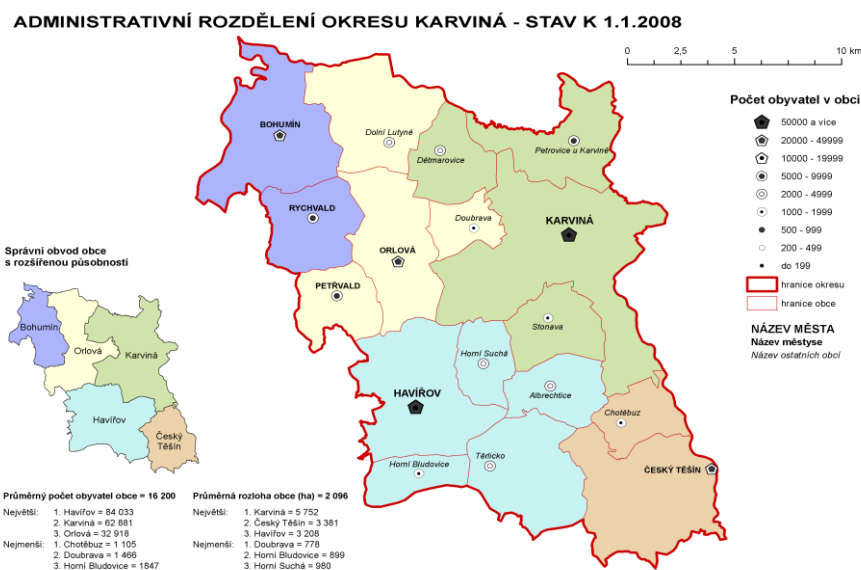 ADMINISTRATIVNÍ ROZDĚLENÍ OKRESU KARVINÁ - STAV K 1.1.2008
0 2,5 5 10 km
Počet obyvatel v obci
50000 a více
20000 - 49999
10000 - 19999
5000 - 9999
2000 - 4999
1000 - 1999
500 - 999
200 - 499
do 199
hranice okresu
hranice obce
NÁZEV MĚSTA
Název městyse
Název ostatních obcí
BOHUMÍN
Dolní Lutyně
Dětmarovice
Petrovice u Karviné
RYCHVALD
Doubrava
KARVINÁ
ORLOVÁ
PETŘVALD
Stonava
Horní Suchá
HAVÍŘOV
Albrechtice
Chotěbuz
Horní Bludovice
Těrlicko
ČESKÝ TĚŠÍN
Správní obvod obce
s rozšířenou působností
Bohumín
Orlová
Karviná
Havířov
Český
Těšín
Průměrný počet obyvatel obce = 16 200
Největší: 1. Havířov = 84 033
2. Karviná = 62 881
3. Orlová = 32 918
Nejmenší: 1. Chotěbuz = 1 105
2. Doubrava = 1 466
3. Horní Bludovice = 1847
Průměrná rozloha obce (ha) = 2 096
Největší: 1. Karviná = 5 752
2. Český Těšín = 3 381
3. Havířov = 3 208
Nejmenší: 1. Doubrava = 778
2. Horní Bludovice = 899
3. Horní Suchá = 980